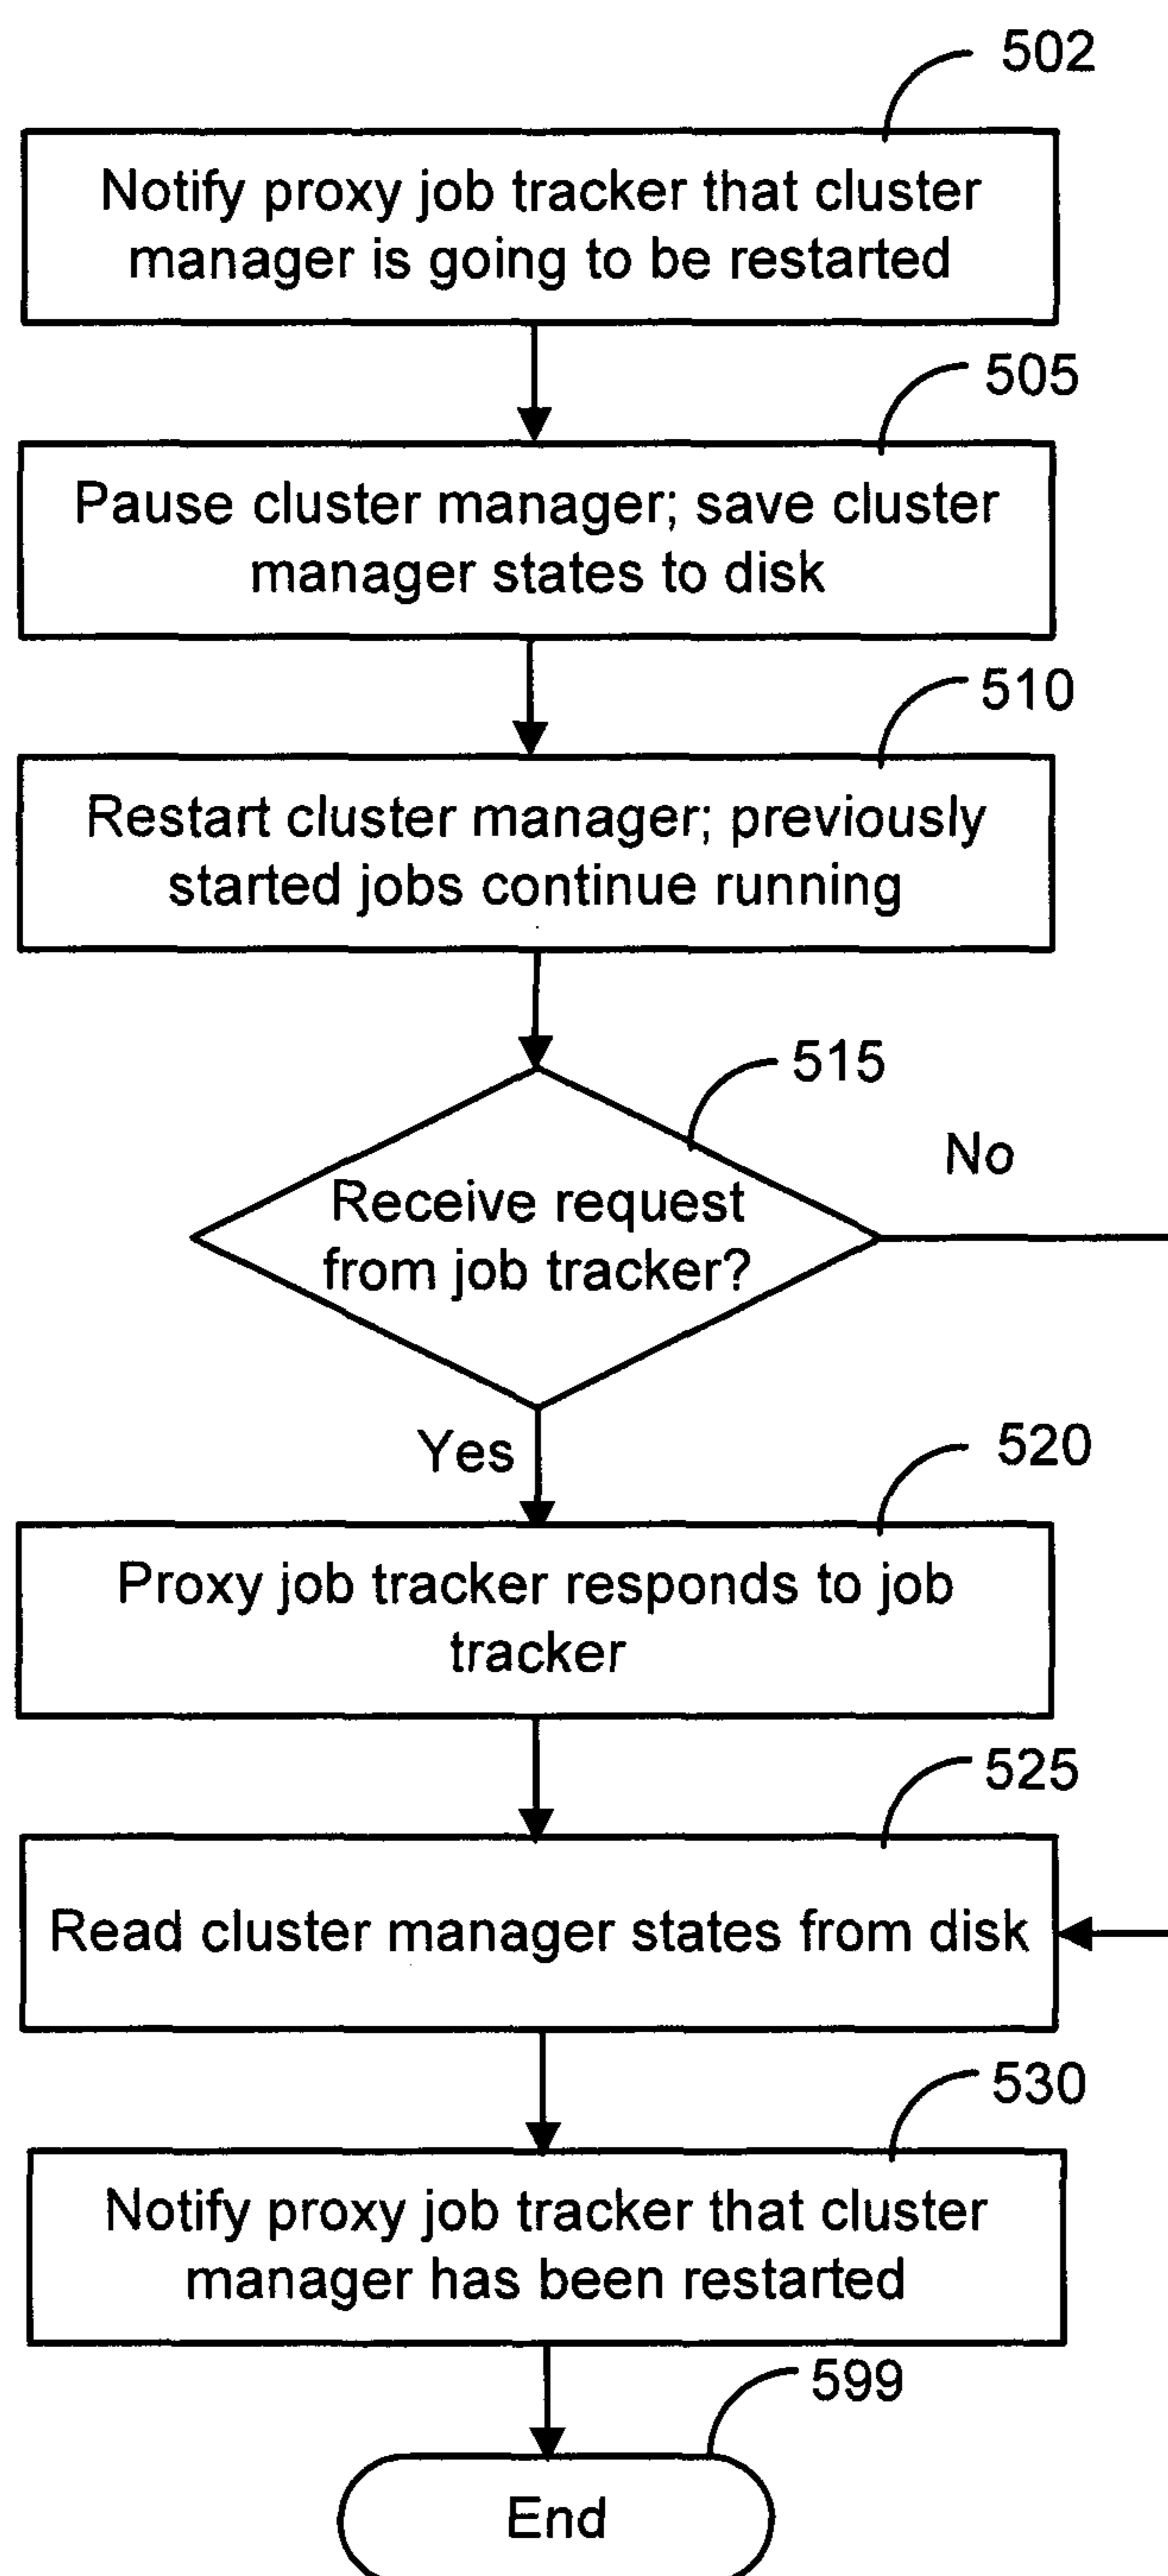 502
Notify proxy job tracker that cluster
manager is going to be restarted
505
Pause cluster manager; save cluster
manager states to disk
510
Restart cluster manager; previously
started jobs continue running
515
No
Receive request
from job tracker?
Yes
520
Proxy job tracker responds to job
tracker
525
Read cluster manager states from disk
530
Notify proxy job tracker that cluster
manager has been restarted
599
End